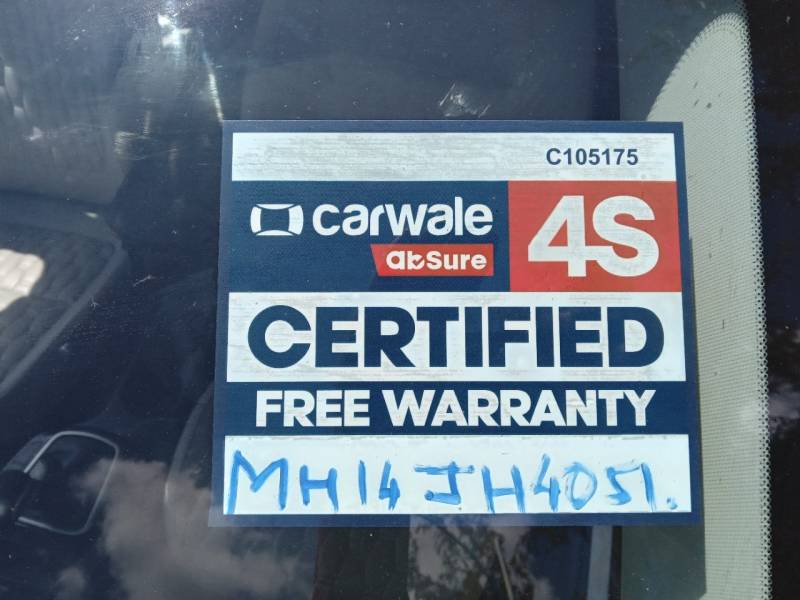 C105175
carwale
abSure
4S
CERTIFIED
FREE WARRANTY
MH14JH4051.